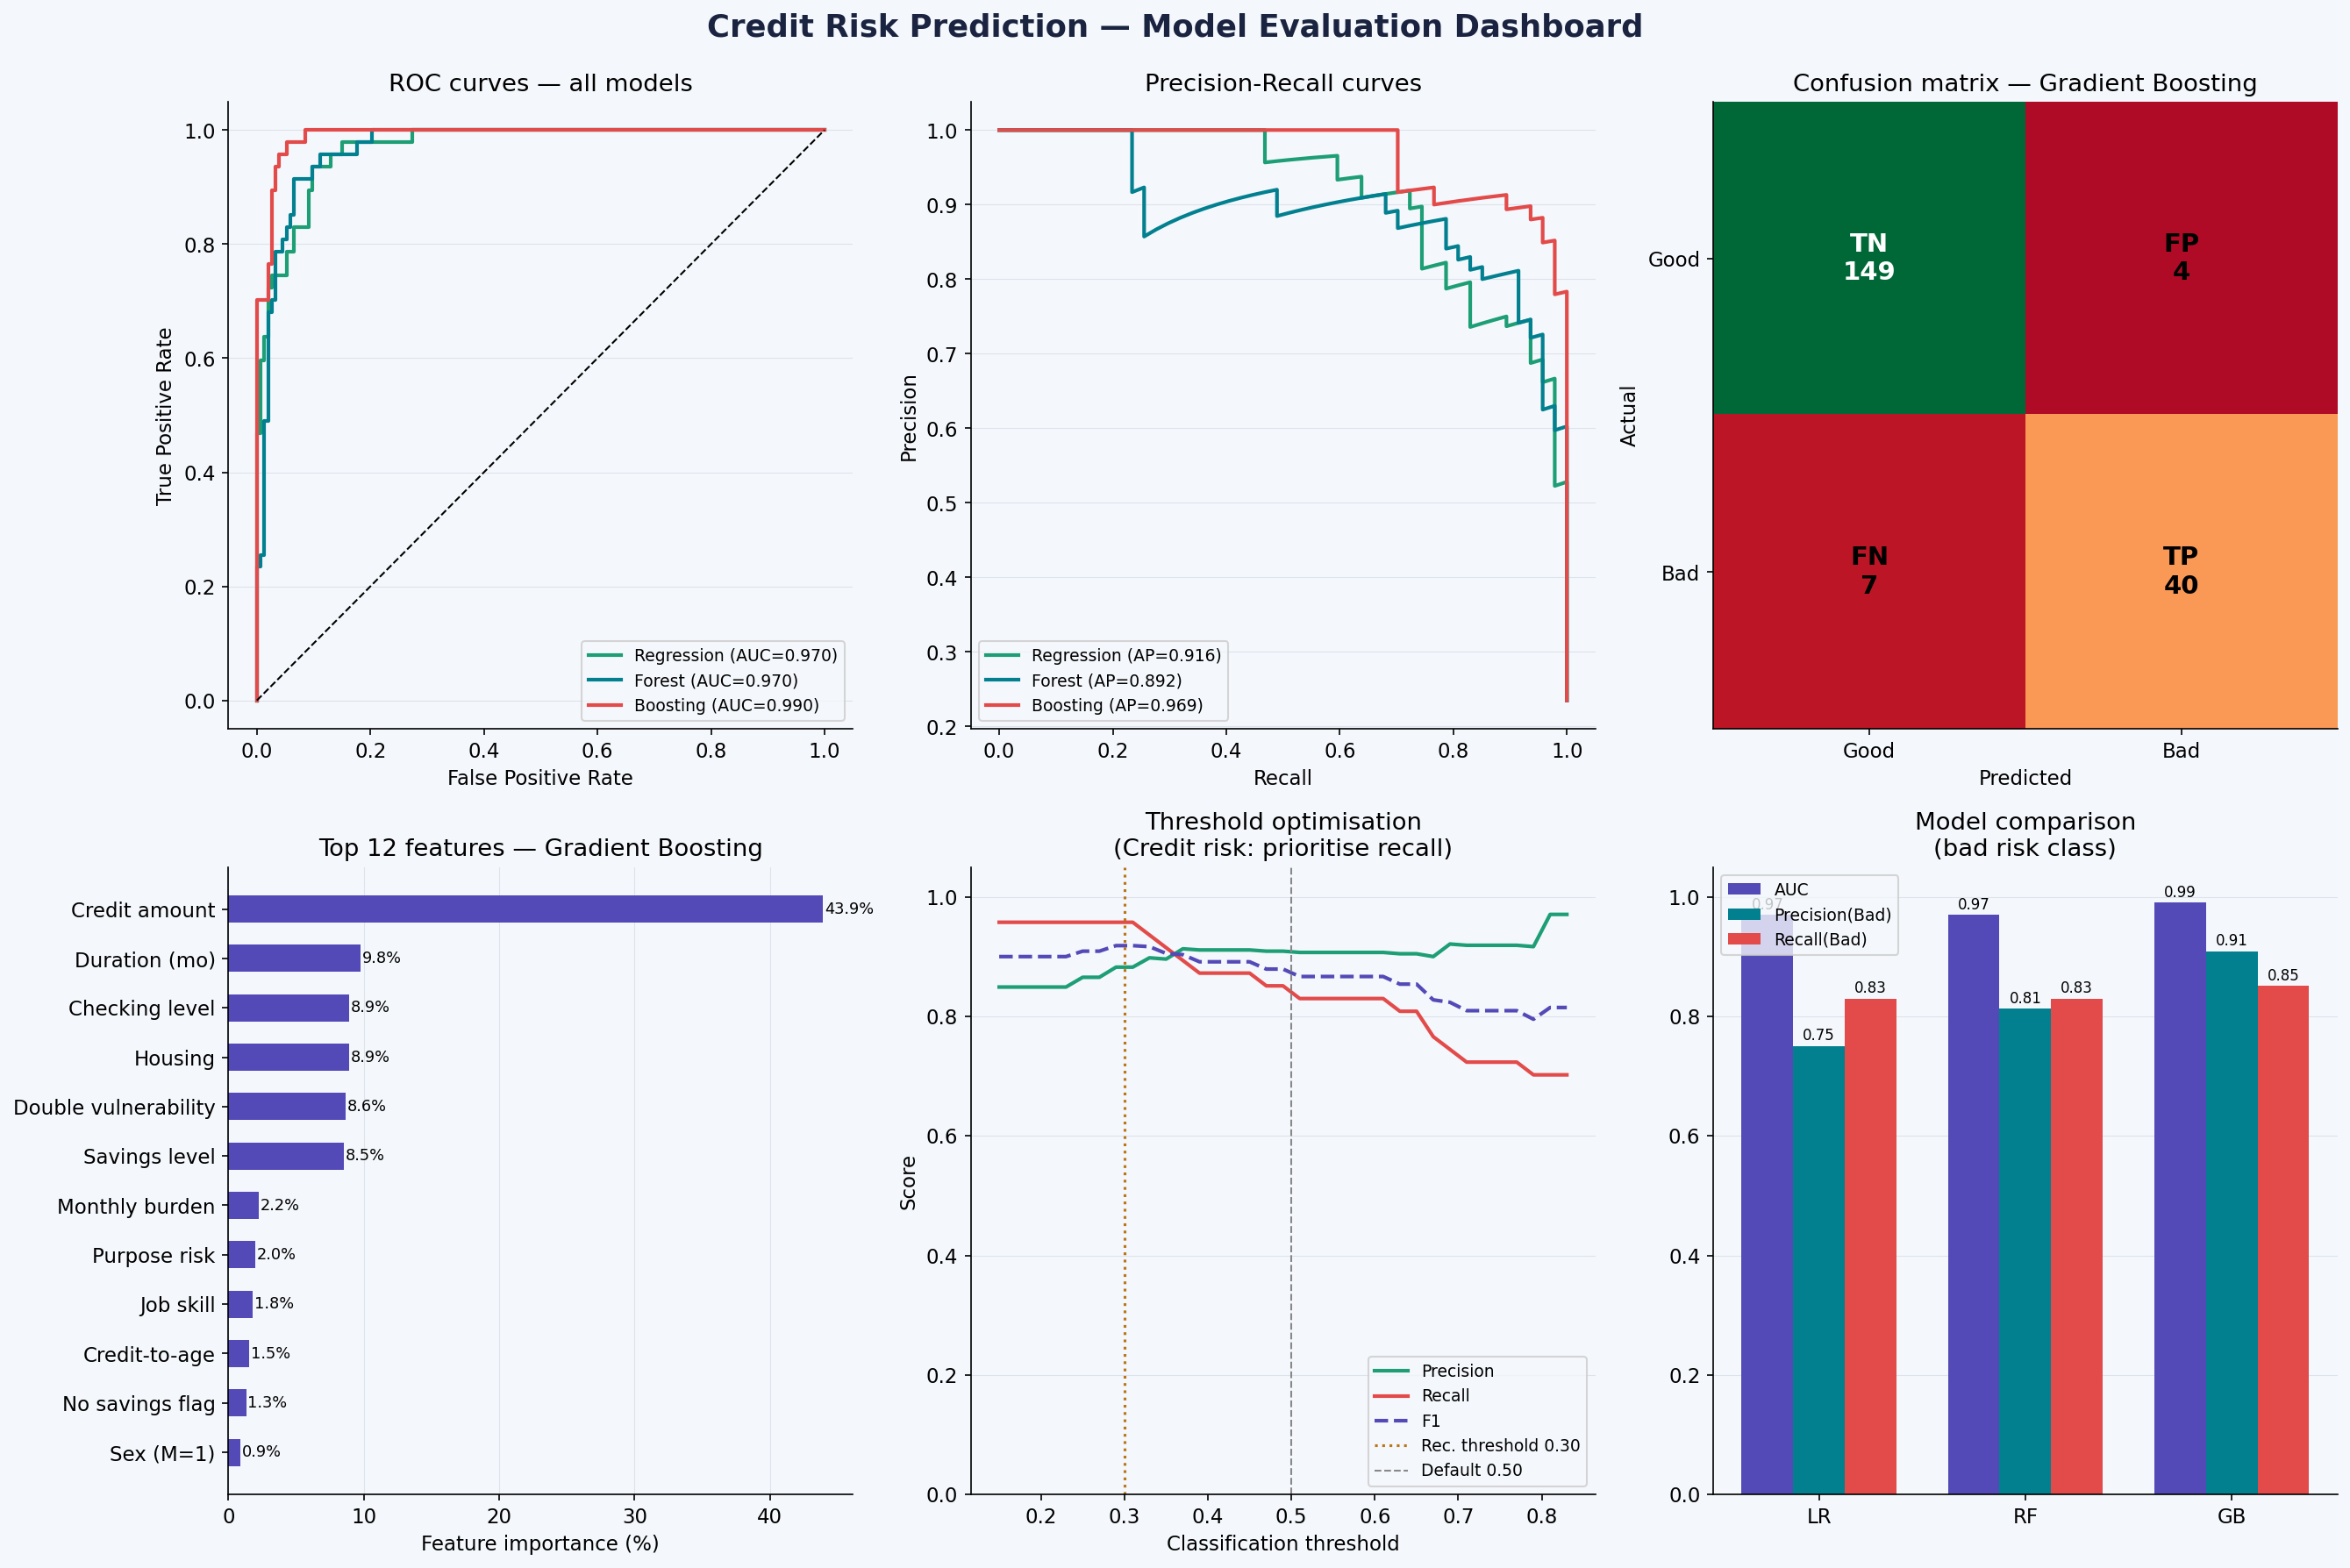 Credit Risk Prediction — Model Evaluation Dashboard
ROC curves — all models
True Positive Rate
1.0
0.8
0.6
0.4
0.2
0.0
0.0 0.2 0.4 0.6 0.8 1.0
False Positive Rate
Regression (AUC=0.970)
Forest (AUC=0.970)
Boosting (AUC=0.990)
Precision-Recall curves
Precision
1.0
0.9
0.8
0.7
0.6
0.5
0.4
0.3
0.2
0.0 0.2 0.4 0.6 0.8 1.0
Recall
Regression (AP=0.916)
Forest (AP=0.892)
Boosting (AP=0.969)
Confusion matrix — Gradient Boosting
Actual
Good
Bad
TN
149
FP
4
FN
7
TP
40
Good Bad
Predicted
Top 12 features — Gradient Boosting
Credit amount 43.9%
Duration (mo) 9.8%
Checking level 8.9%
Housing 8.9%
Double vulnerability 8.6%
Savings level 8.5%
Monthly burden 2.2%
Purpose risk 2.0%
Job skill 1.8%
Credit-to-age 1.5%
No savings flag 1.3%
Sex (M=1) 0.9%
0 10 20 30 40
Feature importance (%)
Threshold optimisation
(Credit risk: prioritise recall)
Score
1.0
0.8
0.6
0.4
0.2
0.0
0.2 0.3 0.4 0.5 0.6 0.7 0.8
Classification threshold
Precision
Recall
F1
Rec. threshold 0.30
Default 0.50
Model comparison
(bad risk class)
1.0
0.8
0.6
0.4
0.2
0.0
AUC
Precision(Bad)
Recall(Bad)
0.97 0.75 0.83
0.97 0.81 0.83
0.99 0.91 0.85
LR RF GB